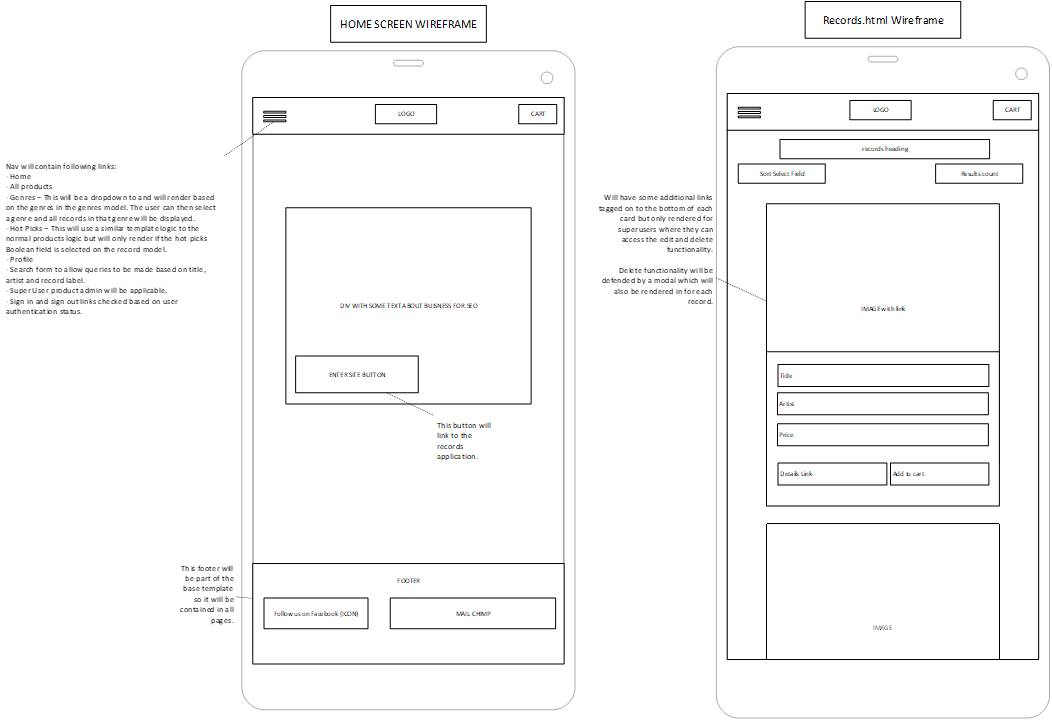 HOME SCREEN WIREFRAME
LOGO
CART
Nav will contain following links:
· Home
· All products
· Genres – This will be a dropdown to and will render based
on the genres in the genres model. The user can then select
a genre and all records in that genre will be displayed.
· Hot Picks – This will use a similar template logic to the
normal products logic but will only render if the hot-picks
Boolean field is selected on the record model.
· Profile
· Search form to allow queries to be made based on title,
artist and record label.
· Super User product admin will be applicable.
· Sign in and sign out links checked based on user
authentication status.
DIV WITH SOME TEXT ABOUT BUISNESS FOR SEO
ENTER SITE BUTTON
This button will
link to the
records
application.
This footer will
be part of the
base template
so it will be
contained in all
pages.
FOOTER
Follow us on Facebook (ICON)
MAIL CHIMP
Records.html Wireframe
LOGO
CART
records heading
Sort Select Field
Results count
Will have some additional links
tagged on to the bottom of each
card but only rendered for
superusers where they can
access the edit and delete
functionality.
Delete functionality will be
defended by a modal which will
also be rendered in for each
record.
IMAGE with link
Title
Artist
Price
Details Link
Add to cart
IMAGE